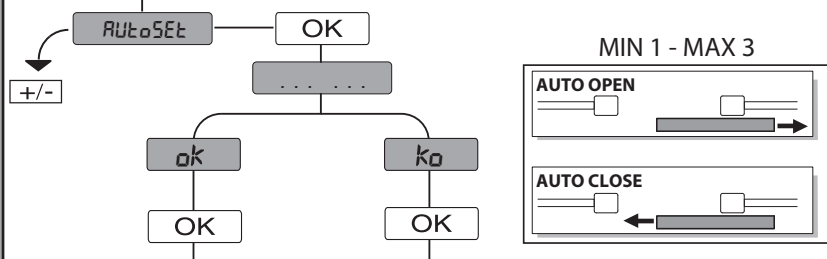 AUtoSEt
OK
+/-
... ...
ok
ko
OK
OK
MIN 1 - MAX 3
AUTO OPEN
AUTO CLOSE